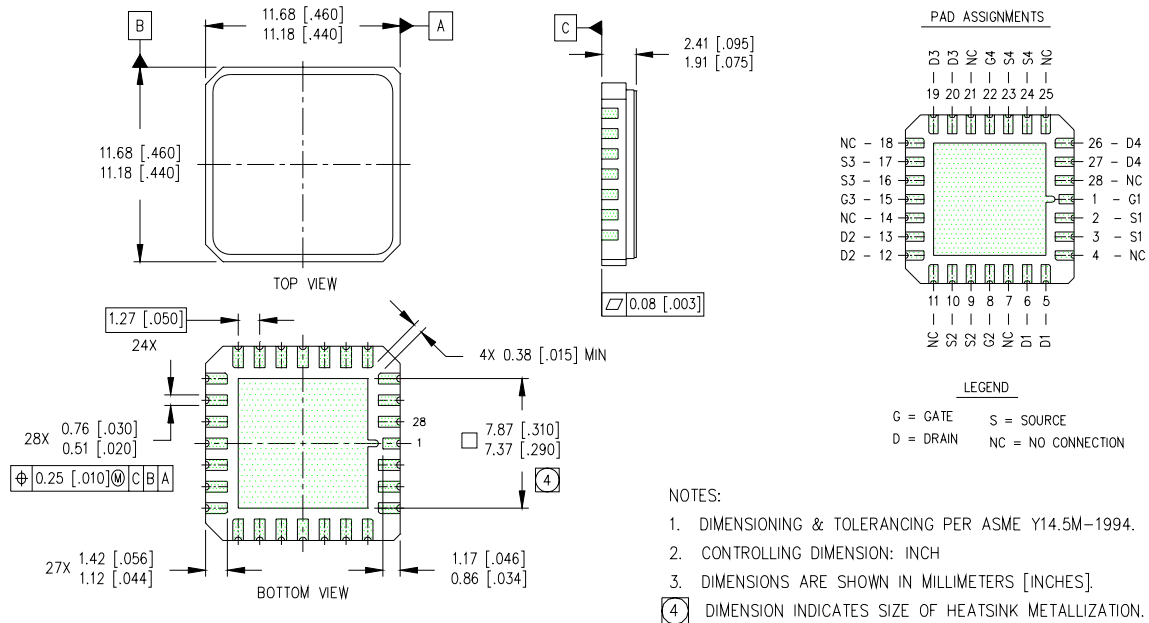 B
11.68 [.460]
11.18 [.440]
A
11.68 [.460]
11.18 [.440]
TOP VIEW
C
2.41 [.095]
1.91 [.075]
0.08 [.003]
PAD ASSIGNMENTS
D3 D3 NC G4 S4 S4 NC
19 20 21 22 23 24 25
NC - 18
S3 - 17
S3 - 16
G3 - 15
NC - 14
D2 - 13
D2 - 12
26 - D4
27 - D4
28 - NC
1 - G1
2 - S1
3 - S1
4 - NC
11 10 9 8 7 6 5
NC S2 S2 G2 NC D1 D1
1.27 [.050]
24X
4X 0.38 [.015] MIN
28X 0.76 [.030]
0.51 [.020]
⌖ 0.25 [.010] Ⓜ C B A
28
1
□ 7.87 [.310]
7.37 [.290]
4
27X 1.42 [.056]
1.12 [.044]
1.17 [.046]
0.86 [.034]
BOTTOM VIEW
LEGEND
G = GATE S = SOURCE
D = DRAIN NC = NO CONNECTION
NOTES:
1. DIMENSIONING & TOLERANCING PER ASME Y14.5M-1994.
2. CONTROLLING DIMENSION: INCH
3. DIMENSIONS ARE SHOWN IN MILLIMETERS [INCHES].
4 DIMENSION INDICATES SIZE OF HEATSINK METALLIZATION.